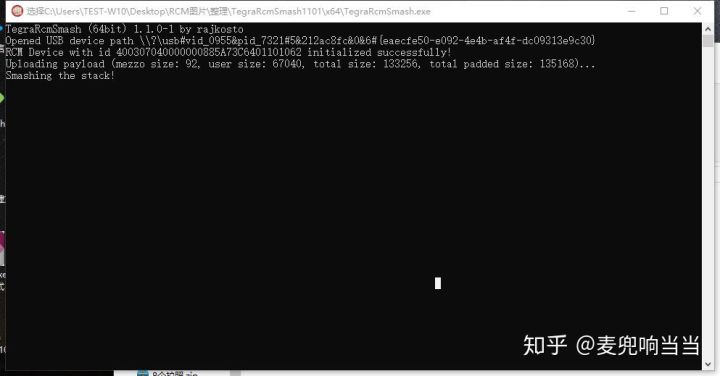 选择C:\Users\TEST-W10\Desktop\RCM图片\整理\TegraRcmSmash1101\x64\TegraRcmSmash.exe
TegraRcmSmash (64bit) 1.1.0-1 by rajkosto
Opened USB device path \\?\usb#vid_0955&pid_7321#5&212ac8fc&0&6#{eaecfe50-e092-4e4b-af4f-dc09313e9c30}
RCM Device with id 400307040000000885A73C6401101062 initialized successfully!
Uploading payload (mezzo size: 92, user size: 67040, total size: 133256, total padded size: 135168)...
Smashing the stack!
知乎 @麦兜响当当